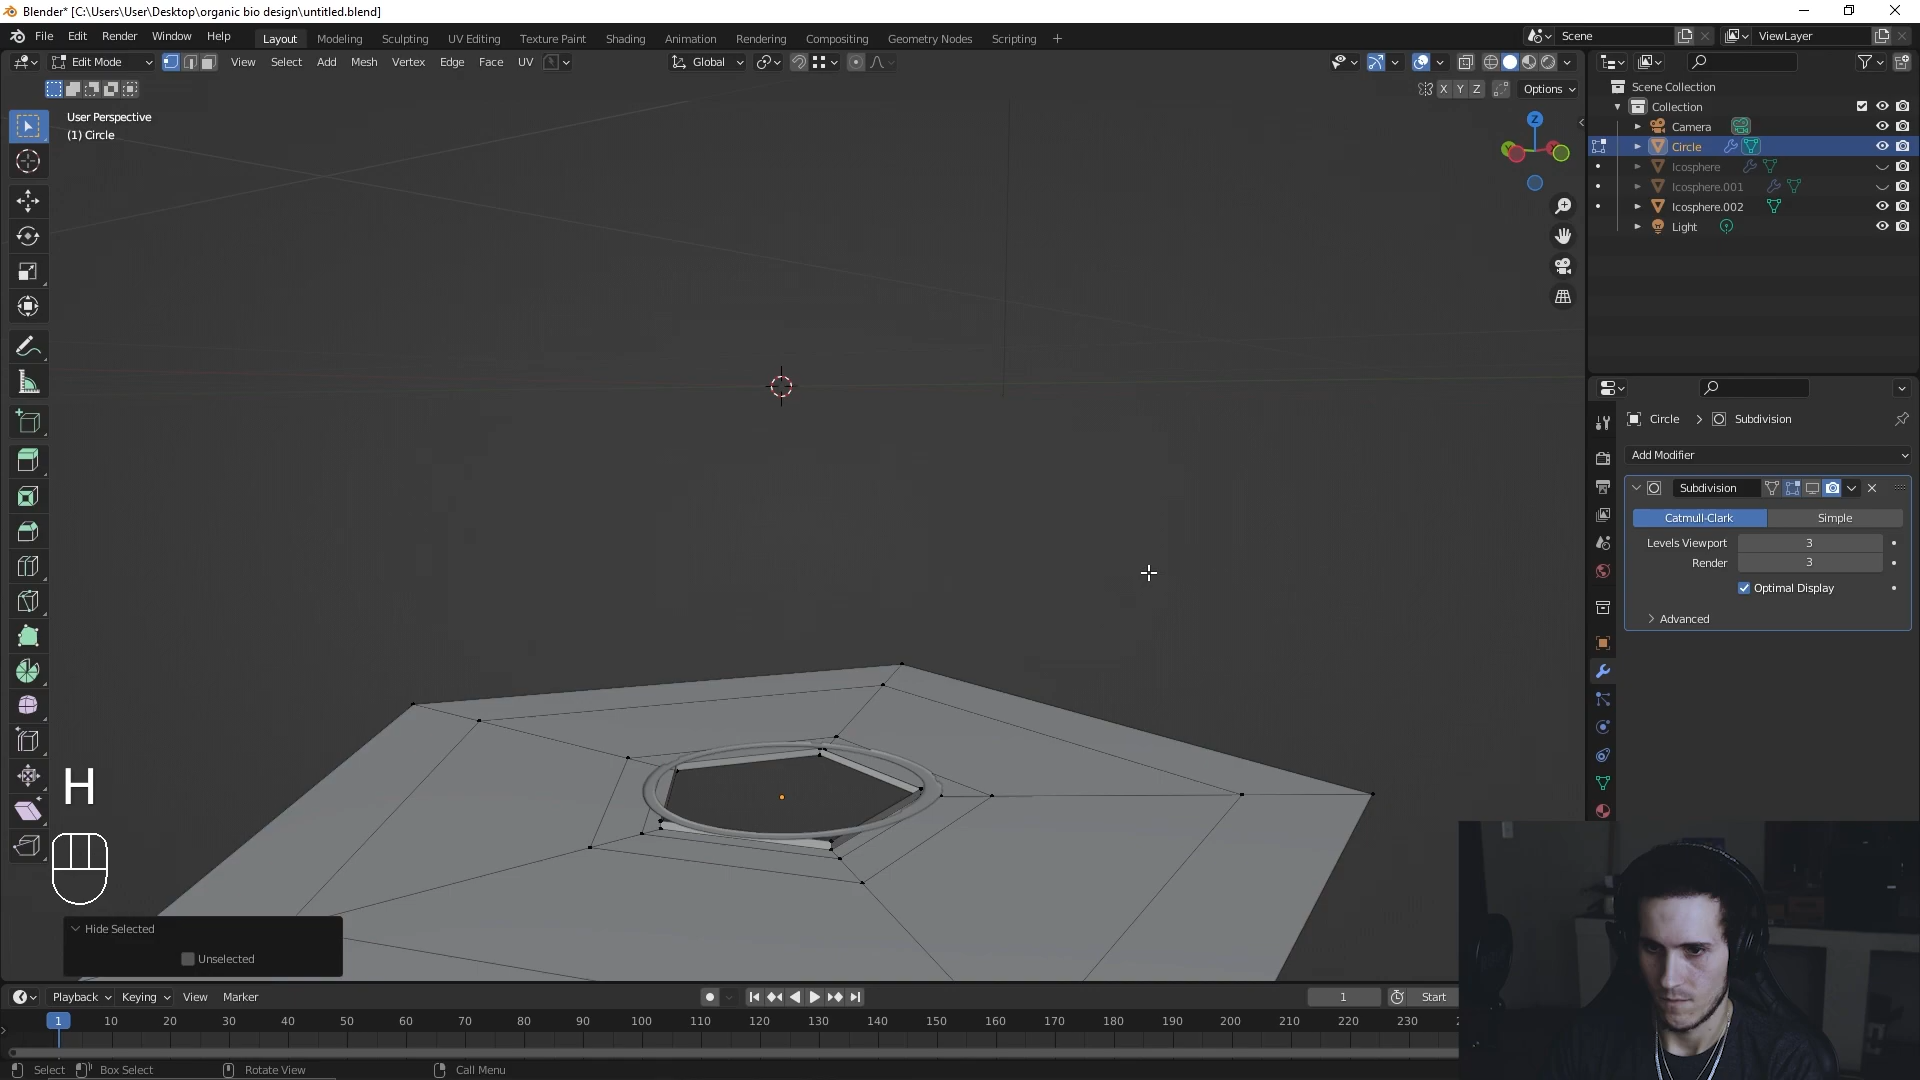 Blender* [C:\Users\User\Desktop\organic bio design\untitled.blend]
File Edit Render Window Help Layout Modeling Sculpting UV Editing Texture Paint Shading Animation Rendering Compositing Geometry Nodes Scripting + Scene ViewLayer
Edit Mode View Select Add Mesh Vertex Edge Face UV Global
X Y Z Options
Scene Collection
Collection
Camera
Circle
Icosphere
Icosphere.001
Icosphere.002
Light
User Perspective
(1) Circle
Z
Y
Circle > Subdivision
Add Modifier
Subdivision
Catmull-Clark Simple
Levels Viewport 3
Render 3
Optimal Display
Advanced
H
Hide Selected
Unselected
Playback Keying View Marker 1 Start
1 10 20 30 40 50 60 70 80 90 100 110 120 130 140 150 160 170 180 190 200 210 220 230
Select Box Select Rotate View Call Menu